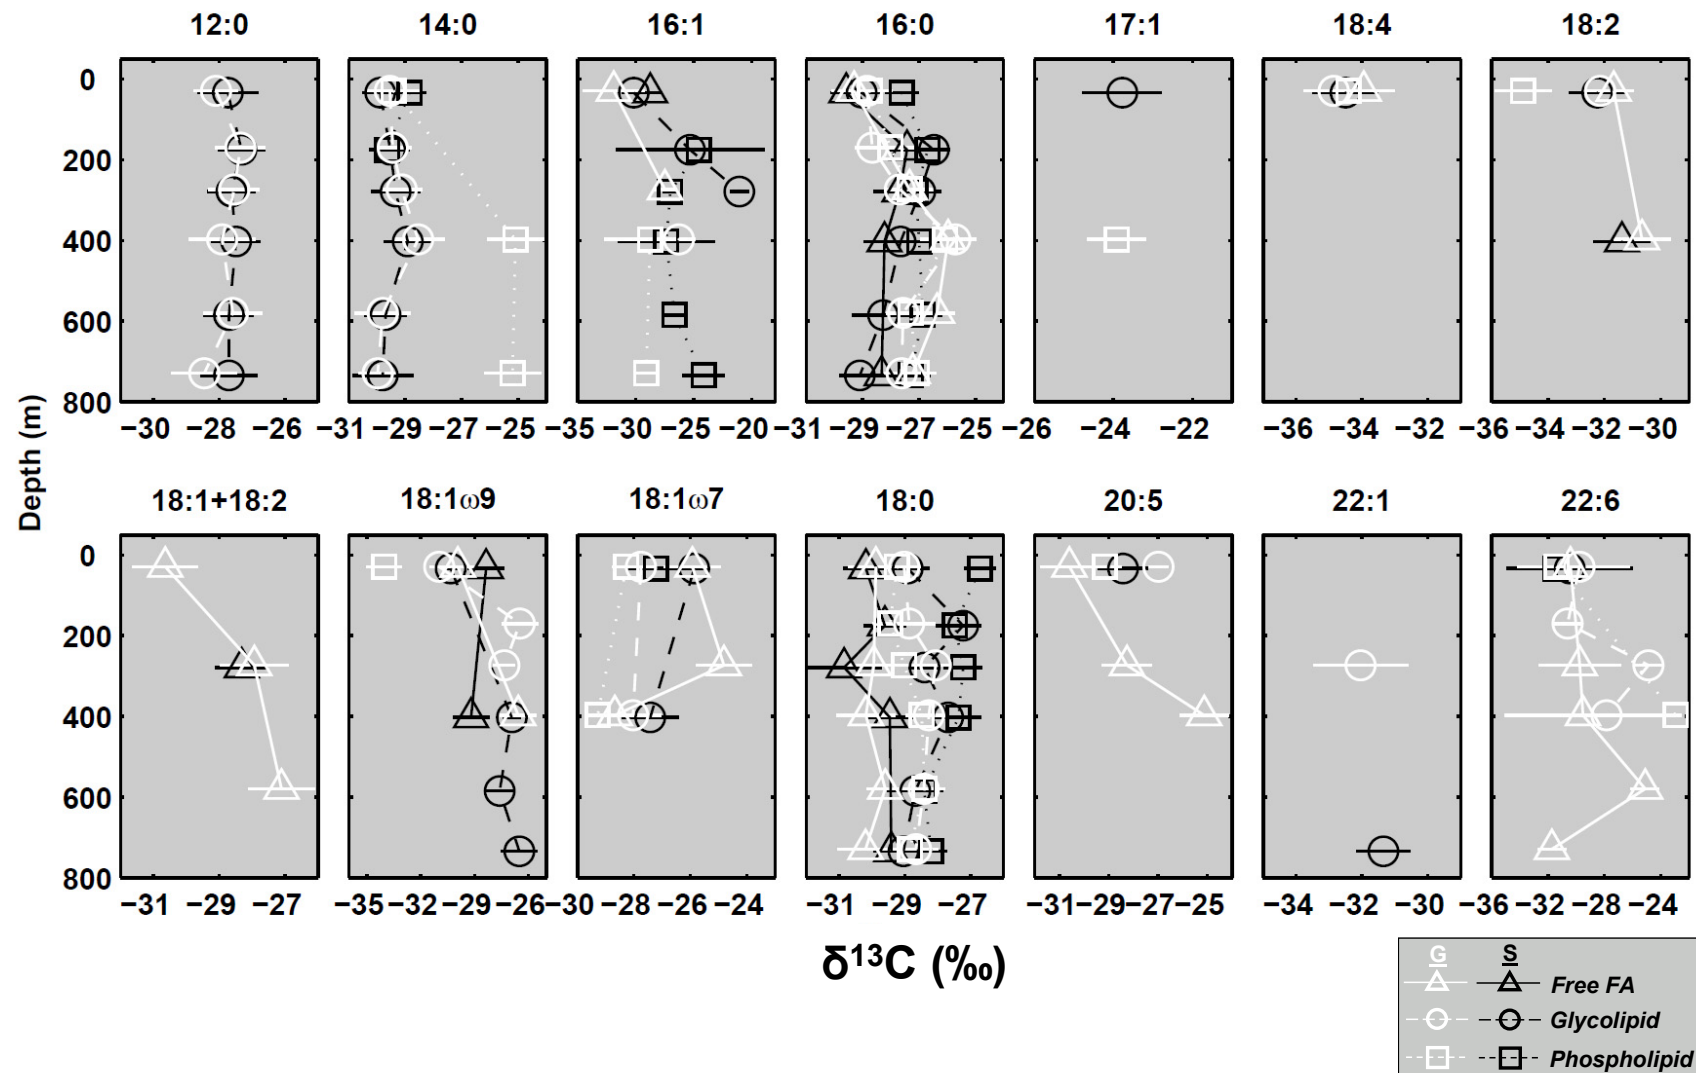 12:0 14:0 16:1 16:0 17:1 18:4 18:2
0
200
400
600
800
−30 −28 −26 −31 −29 −27 −25 −35 −30 −25 −20 −31 −29 −27 −25 −26 −24 −22 −36 −34 −32 −36 −34 −32 −30
Depth (m)
18:1+18:2 18:1ω9 18:1ω7 18:0 20:5 22:1 22:6
0
200
400
600
800
−31 −29 −27 −35 −32 −29 −26 −30 −28 −26 −24 −31 −29 −27 −31 −29 −27 −25 −34 −32 −30 −36 −32 −28 −24
δ¹³C (‰)
G S
Free FA
Glycolipid
Phospholipid